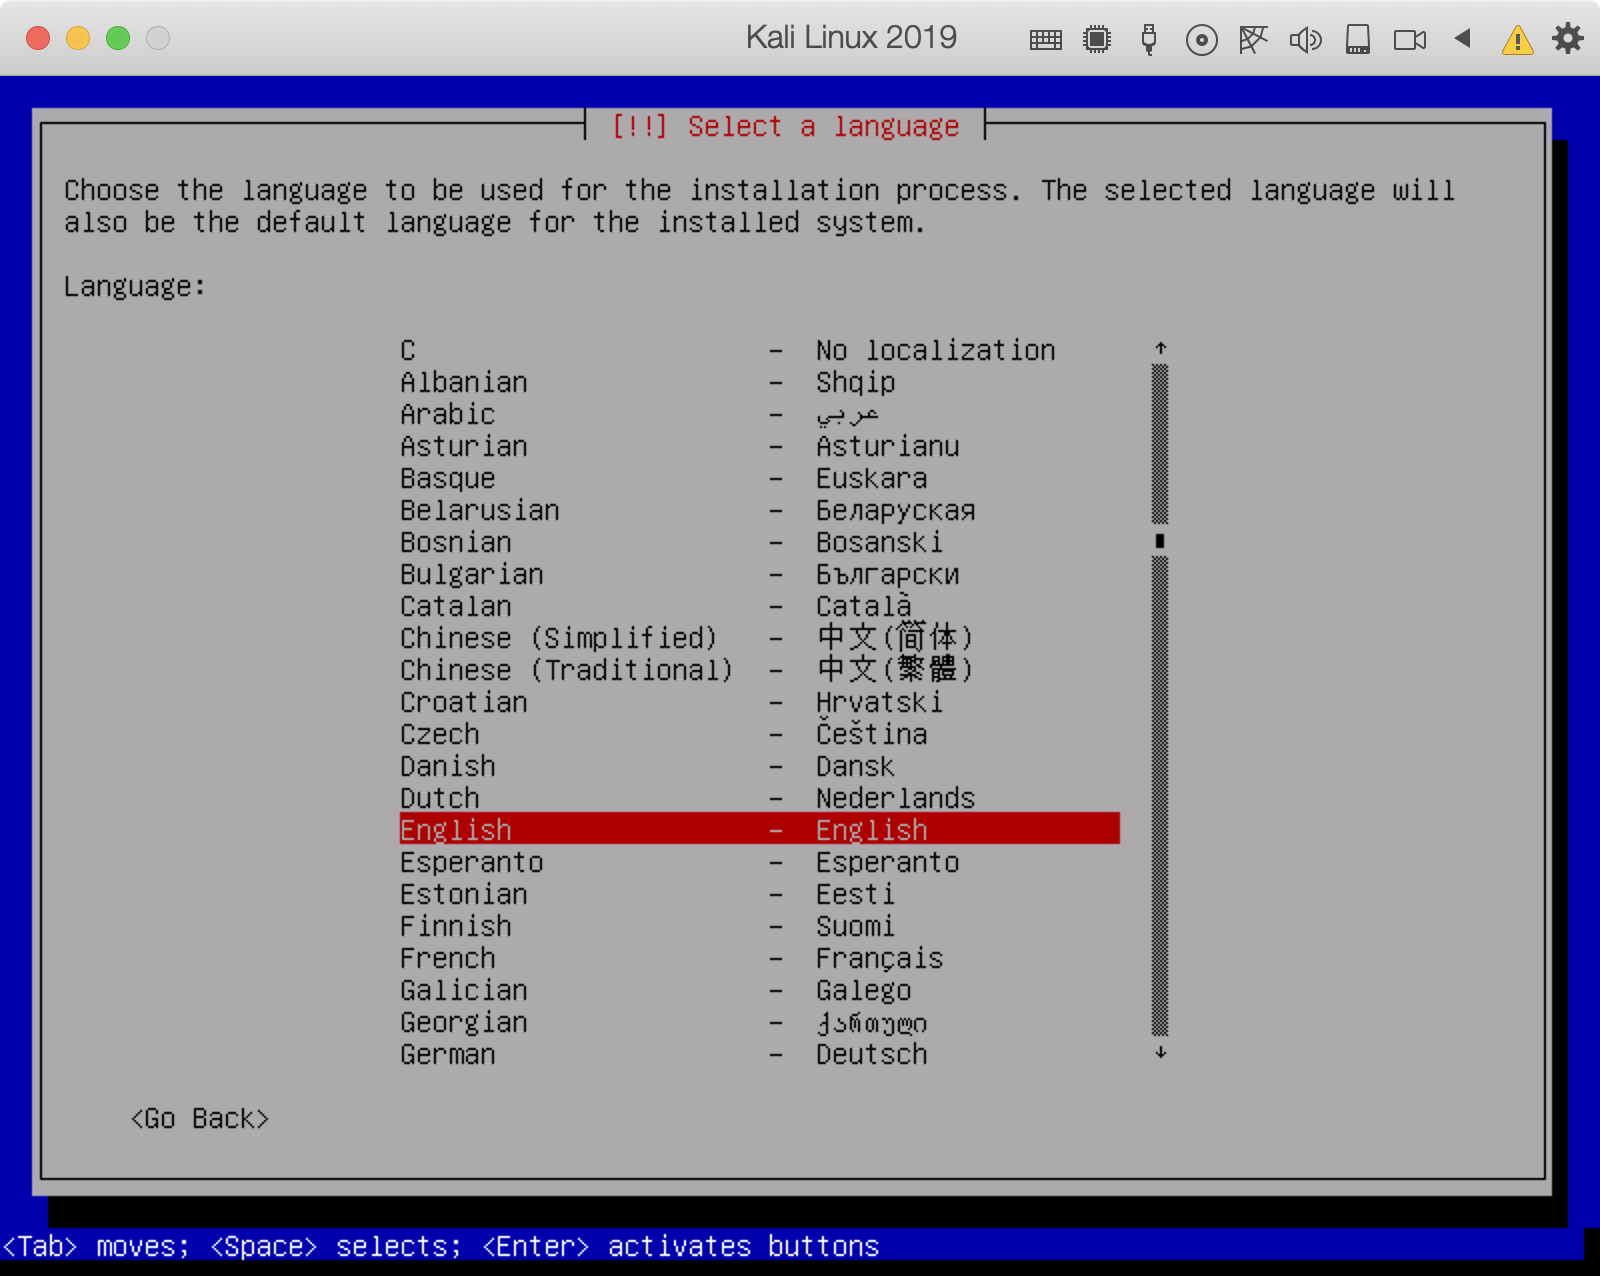 Kali Linux 2019
[!!] Select a language
Choose the language to be used for the installation process. The selected language will
also be the default language for the installed system.
Language:
C - No localization
Albanian - Shqip
Arabic - عربي
Asturian - Asturianu
Basque - Euskara
Belarusian - Беларуская
Bosnian - Bosanski
Bulgarian - Български
Catalan - Català
Chinese (Simplified) - 中文(简体)
Chinese (Traditional) - 中文(繁體)
Croatian - Hrvatski
Czech - Čeština
Danish - Dansk
Dutch - Nederlands
English - English
Esperanto - Esperanto
Estonian - Eesti
Finnish - Suomi
French - Français
Galician - Galego
Georgian - ქართული
German - Deutsch
<Go Back>
<Tab> moves; <Space> selects; <Enter> activates buttons